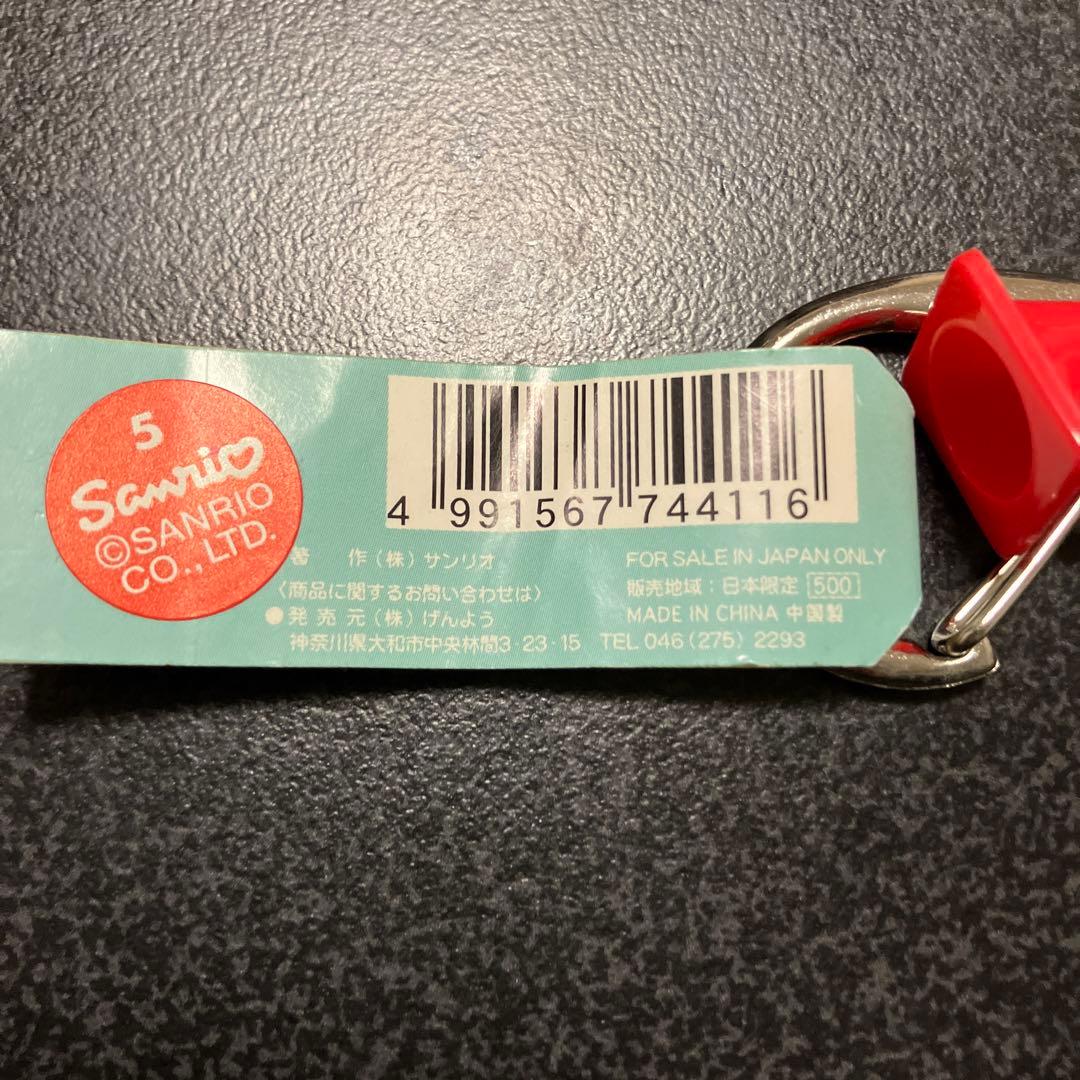 5
Sanrio
©SANRIO
CO., LTD.
4 991567 744116
著 作 (株) サンリオ
〈商品に関するお問い合わせは〉
●発 売 元 (株) げんよう
神奈川県大和市中央林間3-23-15 TEL 046 (275) 2293
FOR SALE IN JAPAN ONLY
販売地域：日本限定 500
MADE IN CHINA 中国製